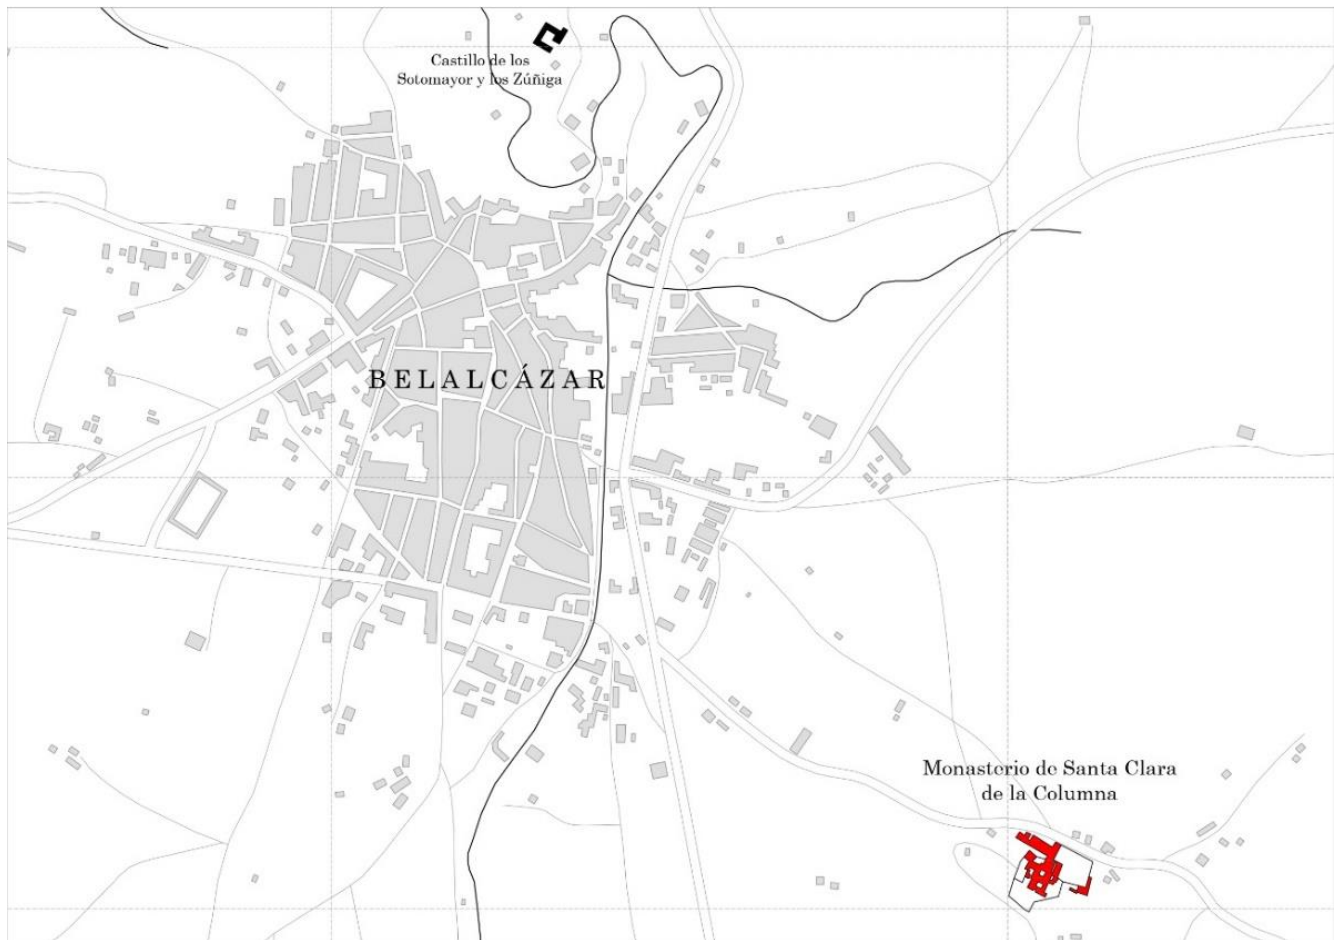 Castillo de los
Sotomayor y los Zúñiga
BELALCÁZAR
Monasterio de Santa Clara
de la Columna